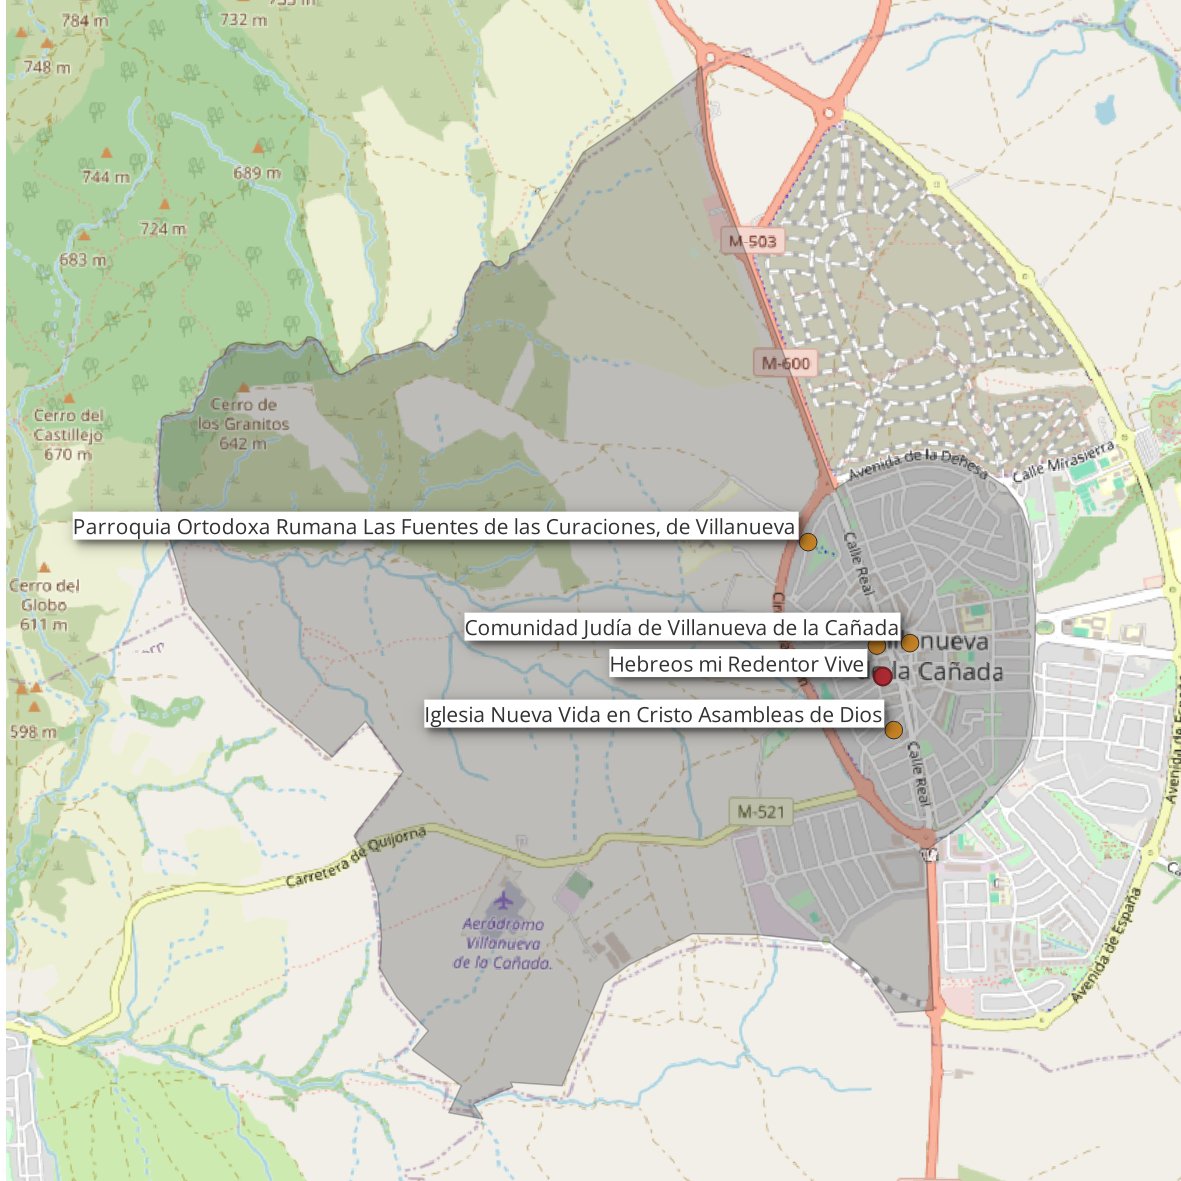 784 m
732 m
748 m
744 m
689 m
724 m
683 m
M-503
M-600
Cerro del
Castillejo
670 m
Cerro de
los Granitos
642 m
Avenida de la Dehesa
Calle Mirasierra
Parroquia Ortodoxa Rumana Las Fuentes de las Curaciones, de Villanueva
Calle Real
Cerro del
Globo
611 m
Comunidad Judía de Villanueva de la Cañada
nueva
Hebreos mi Redentor Vive
la Cañada
Iglesia Nueva Vida en Cristo Asambleas de Dios
598 m
Calle Real
M-521
Carretera de Quijorna
Aeródromo
Villanueva
de la Cañada.
Avenida de España